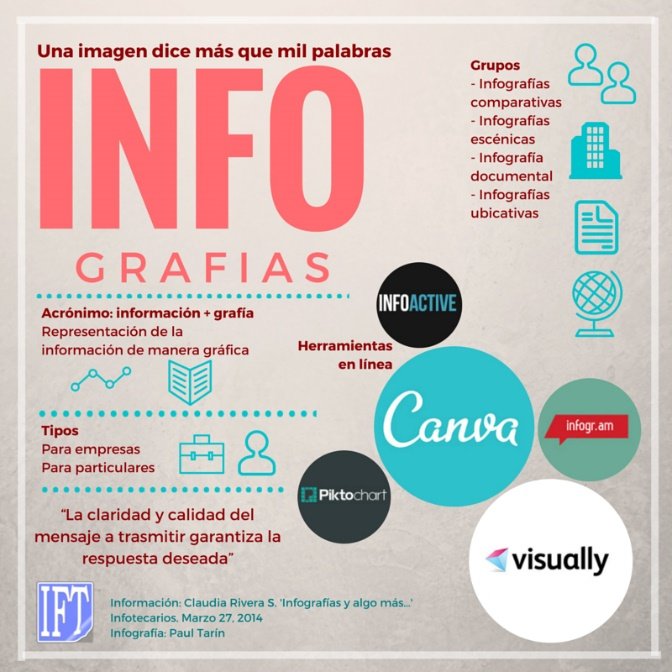 Una imagen dice más que mil palabras
INFO
GRAFIAS
Acrónimo: información + grafía
Representación de la
información de manera gráfica
Tipos
Para empresas
Para particulares
“La claridad y calidad del
mensaje a trasmitir garantiza la
respuesta deseada”
Grupos
- Infografías
comparativas
- Infografías
escénicas
- Infografía
documental
- Infografías
ubicativas
Herramientas
en línea
INFOACTIVE
Canva
infogr.am
Piktochart
visually
IFT
Información: Claudia Rivera S. 'Infografías y algo más...'
Infotecarios. Marzo 27, 2014
Infografía: Paul Tarín